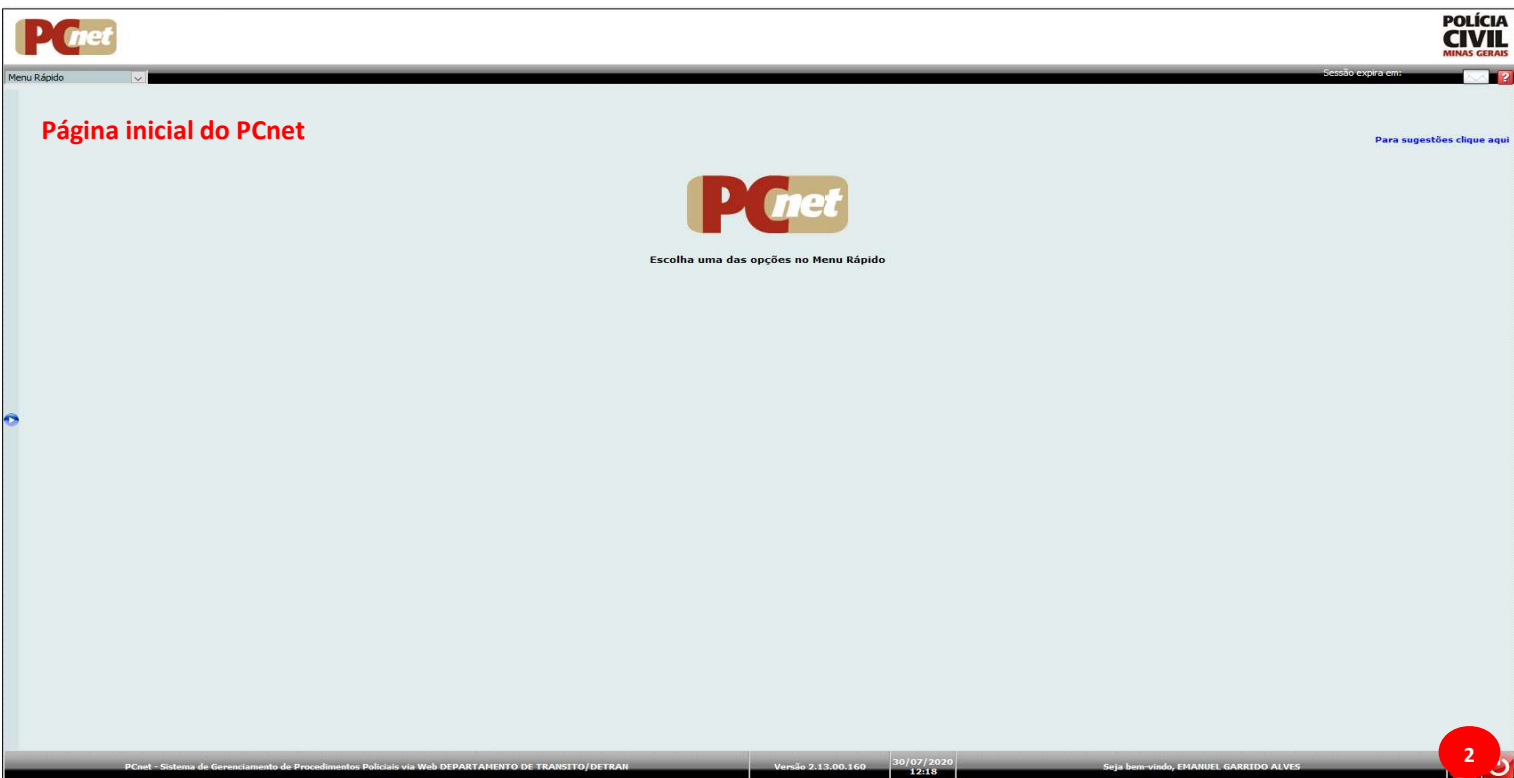 PCnet
POLÍCIA
CIVIL
MINAS GERAIS
Menu Rápido
Sessão expira em:
?
Página inicial do PCnet
Para sugestões clique aqui
PCnet
Escolha uma das opções no Menu Rápido
2
PCnet - Sistema de Gerenciamento de Procedimentos Policiais via Web DEPARTAMENTO DE TRANSITO/DETRAN
Versão 2.13.00.160
30/07/2020
12:18
Seja bem-vindo, EMANUEL GARRIDO ALVES